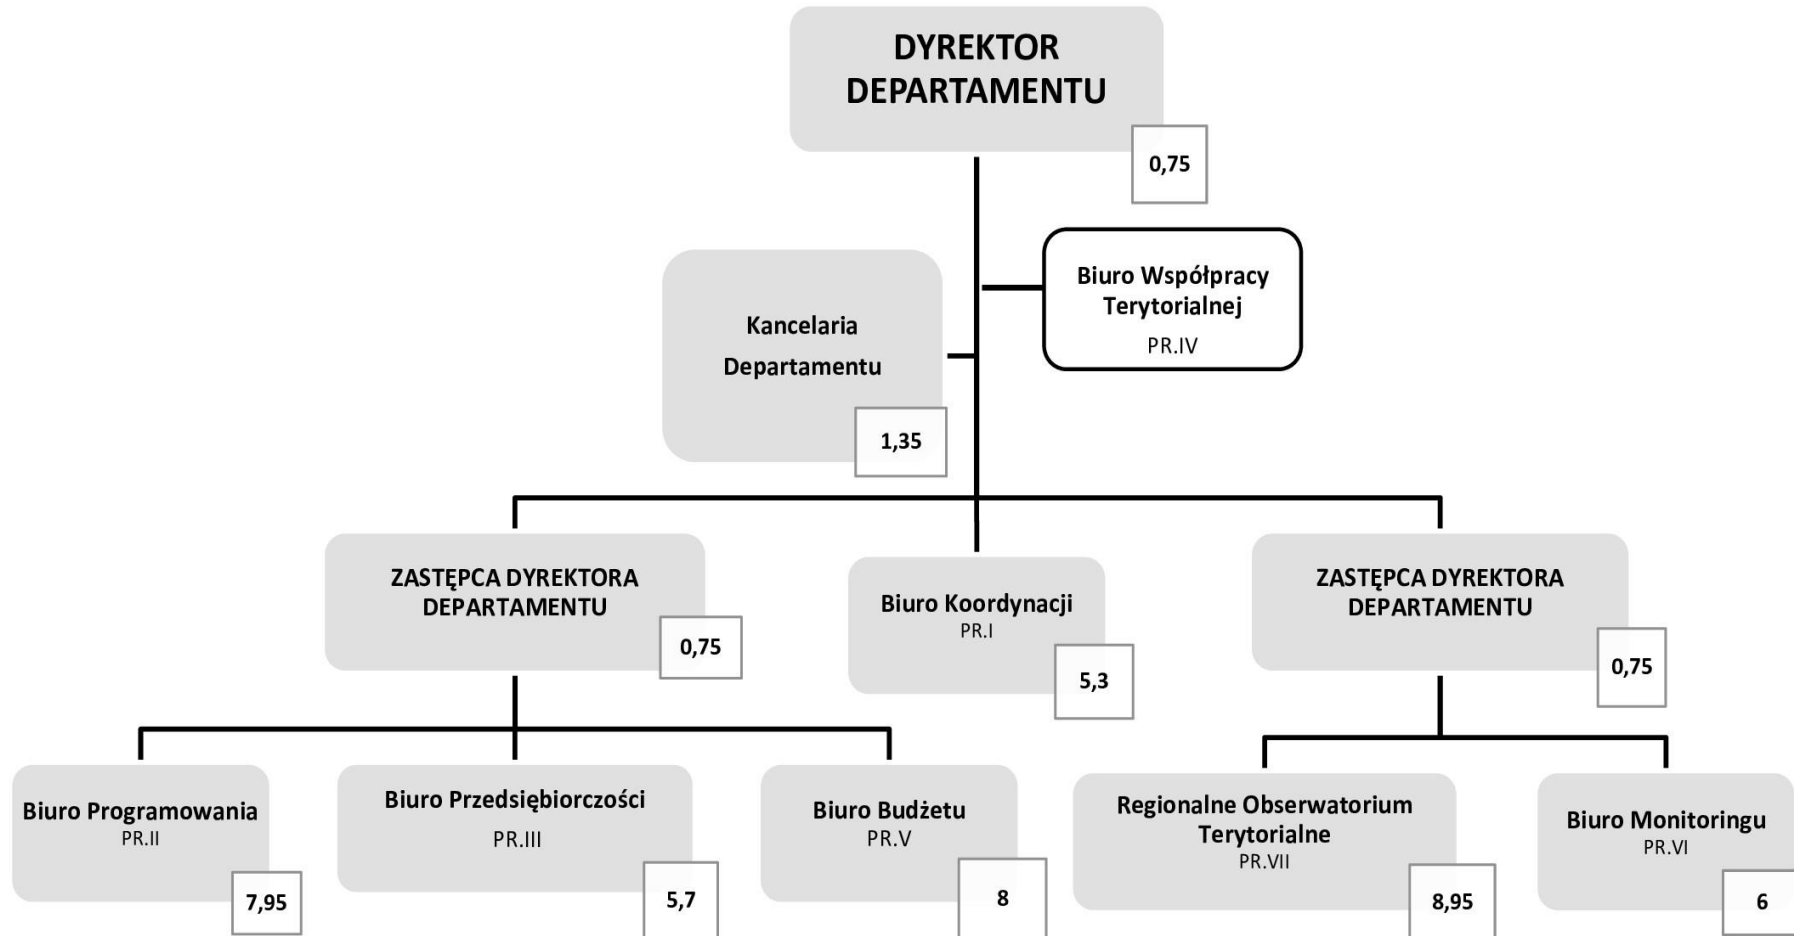 DYREKTOR
DEPARTAMENTU
0,75
Biuro Współpracy
Terytorialnej
PR.IV
Kancelaria
Departamentu
1,35
ZASTĘPCA DYREKTORA
DEPARTAMENTU
0,75
Biuro Koordynacji
PR.I
5,3
ZASTĘPCA DYREKTORA
DEPARTAMENTU
0,75
Biuro Programowania
PR.II
7,95
Biuro Przedsiębiorczości
PR.III
5,7
Biuro Budżetu
PR.V
8
Regionalne Obserwatorium
Terytorialne
PR.VII
8,95
Biuro Monitoringu
PR.VI
6